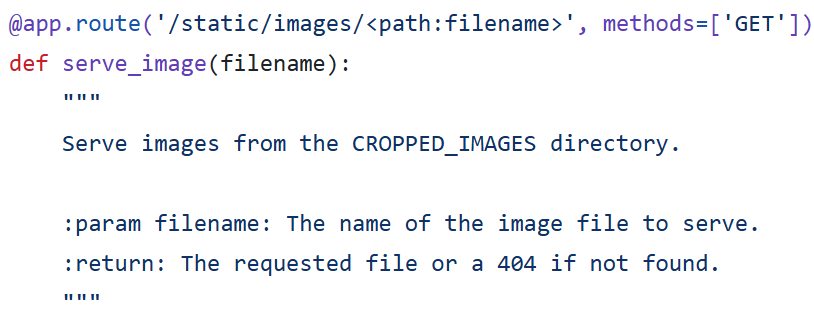 @app.route('/static/images/<path:filename>', methods=['GET'])
def serve_image(filename):
    """
    Serve images from the CROPPED_IMAGES directory.

    :param filename: The name of the image file to serve.
    :return: The requested file or a 404 if not found.
    """